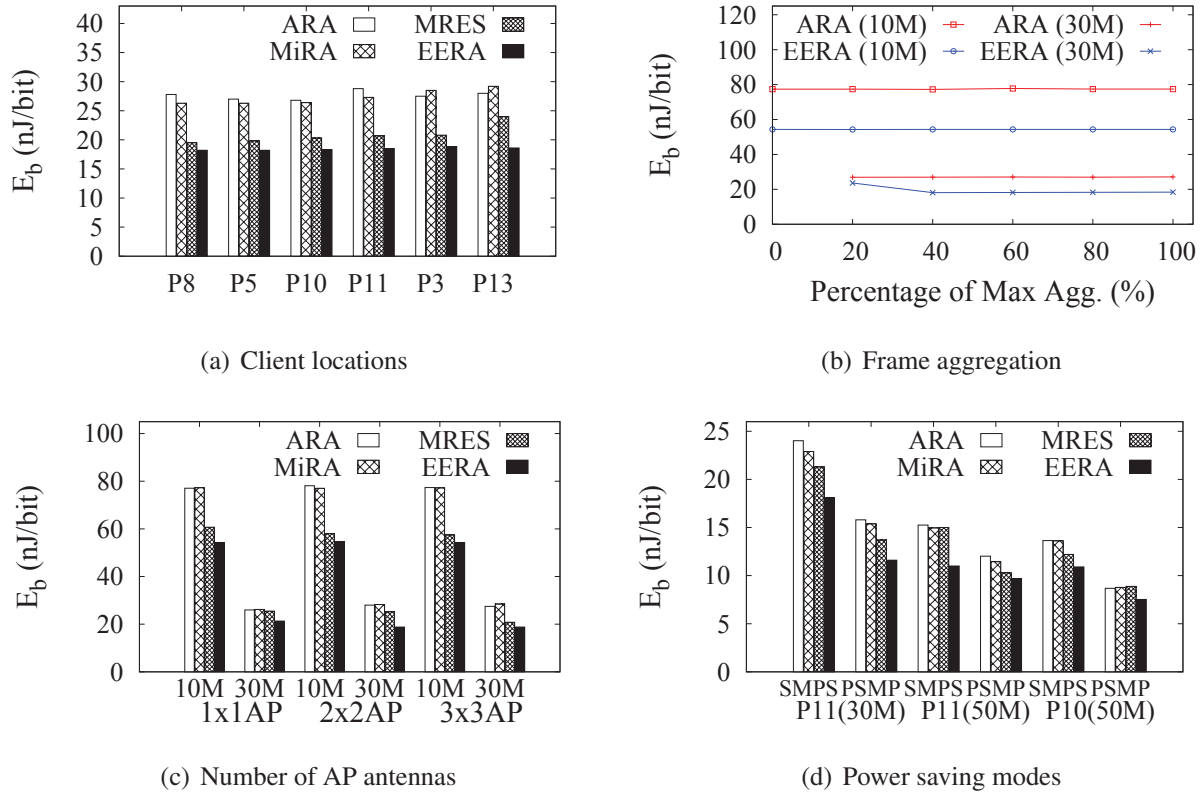 40
35
30
25
20
15
10
5
0
E_b (nJ/bit)
ARA
MiRA
MRES
EERA
P8 P5 P10 P11 P3 P13
(a) Client locations
120
100
80
60
40
20
0
E_b (nJ/bit)
ARA (10M)
EERA (10M)
ARA (30M)
EERA (30M)
0 20 40 60 80 100
Percentage of Max Agg. (%)
(b) Frame aggregation
100
80
60
40
20
0
E_b (nJ/bit)
ARA
MiRA
MRES
EERA
10M 30M 10M 30M 10M 30M
1x1AP 2x2AP 3x3AP
(c) Number of AP antennas
25
20
15
10
5
0
E_b (nJ/bit)
ARA
MiRA
MRES
EERA
SMPS PSMP SMPS PSMP SMPS PSMP
P11(30M) P11(50M) P10(50M)
(d) Power saving modes